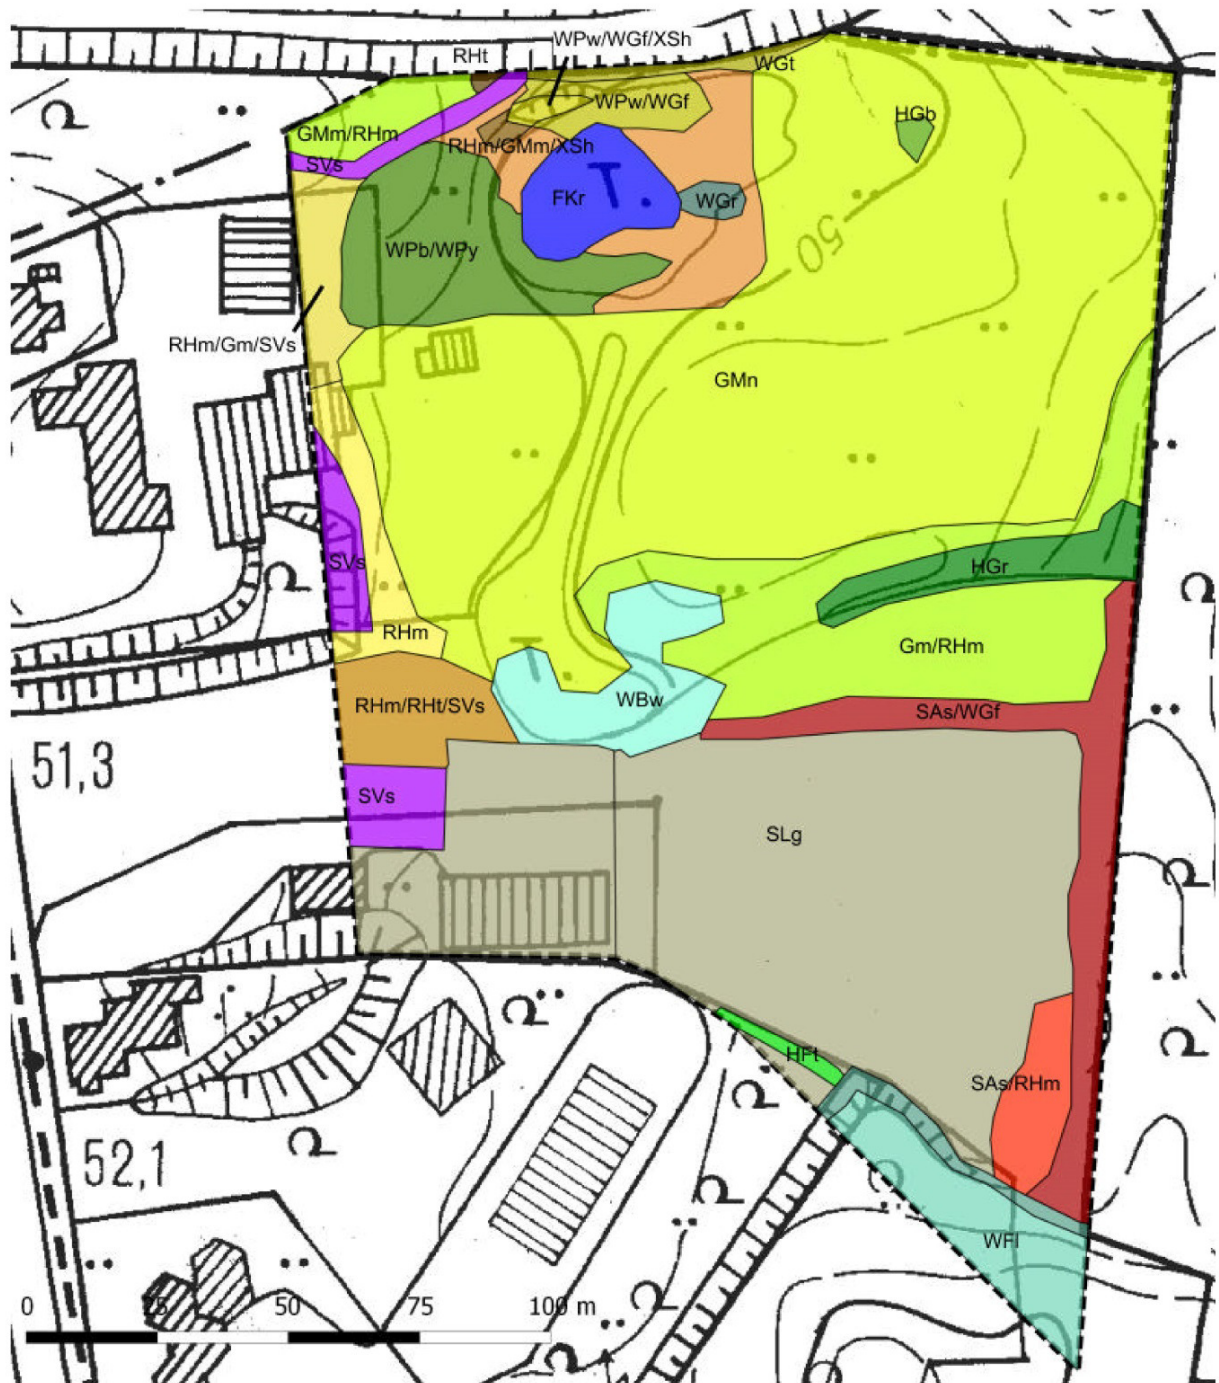 WPw/WGf/XSh
RHt
WGt
WPw/WGf
HGb
GMm/RHm
RHm/GMm/XSh
SVs
T.
FKr
WGr
WPb/WPy
50
RHm/Gm/SVs
GMn
SVs
HGr
RHm
Gm/RHm
WBw
RHm/RHt/SVs
SAs/WGf
51,3
SVs
SLg
HFt
SAs/RHm
52,1
WFl
0 25 50 75 100 m